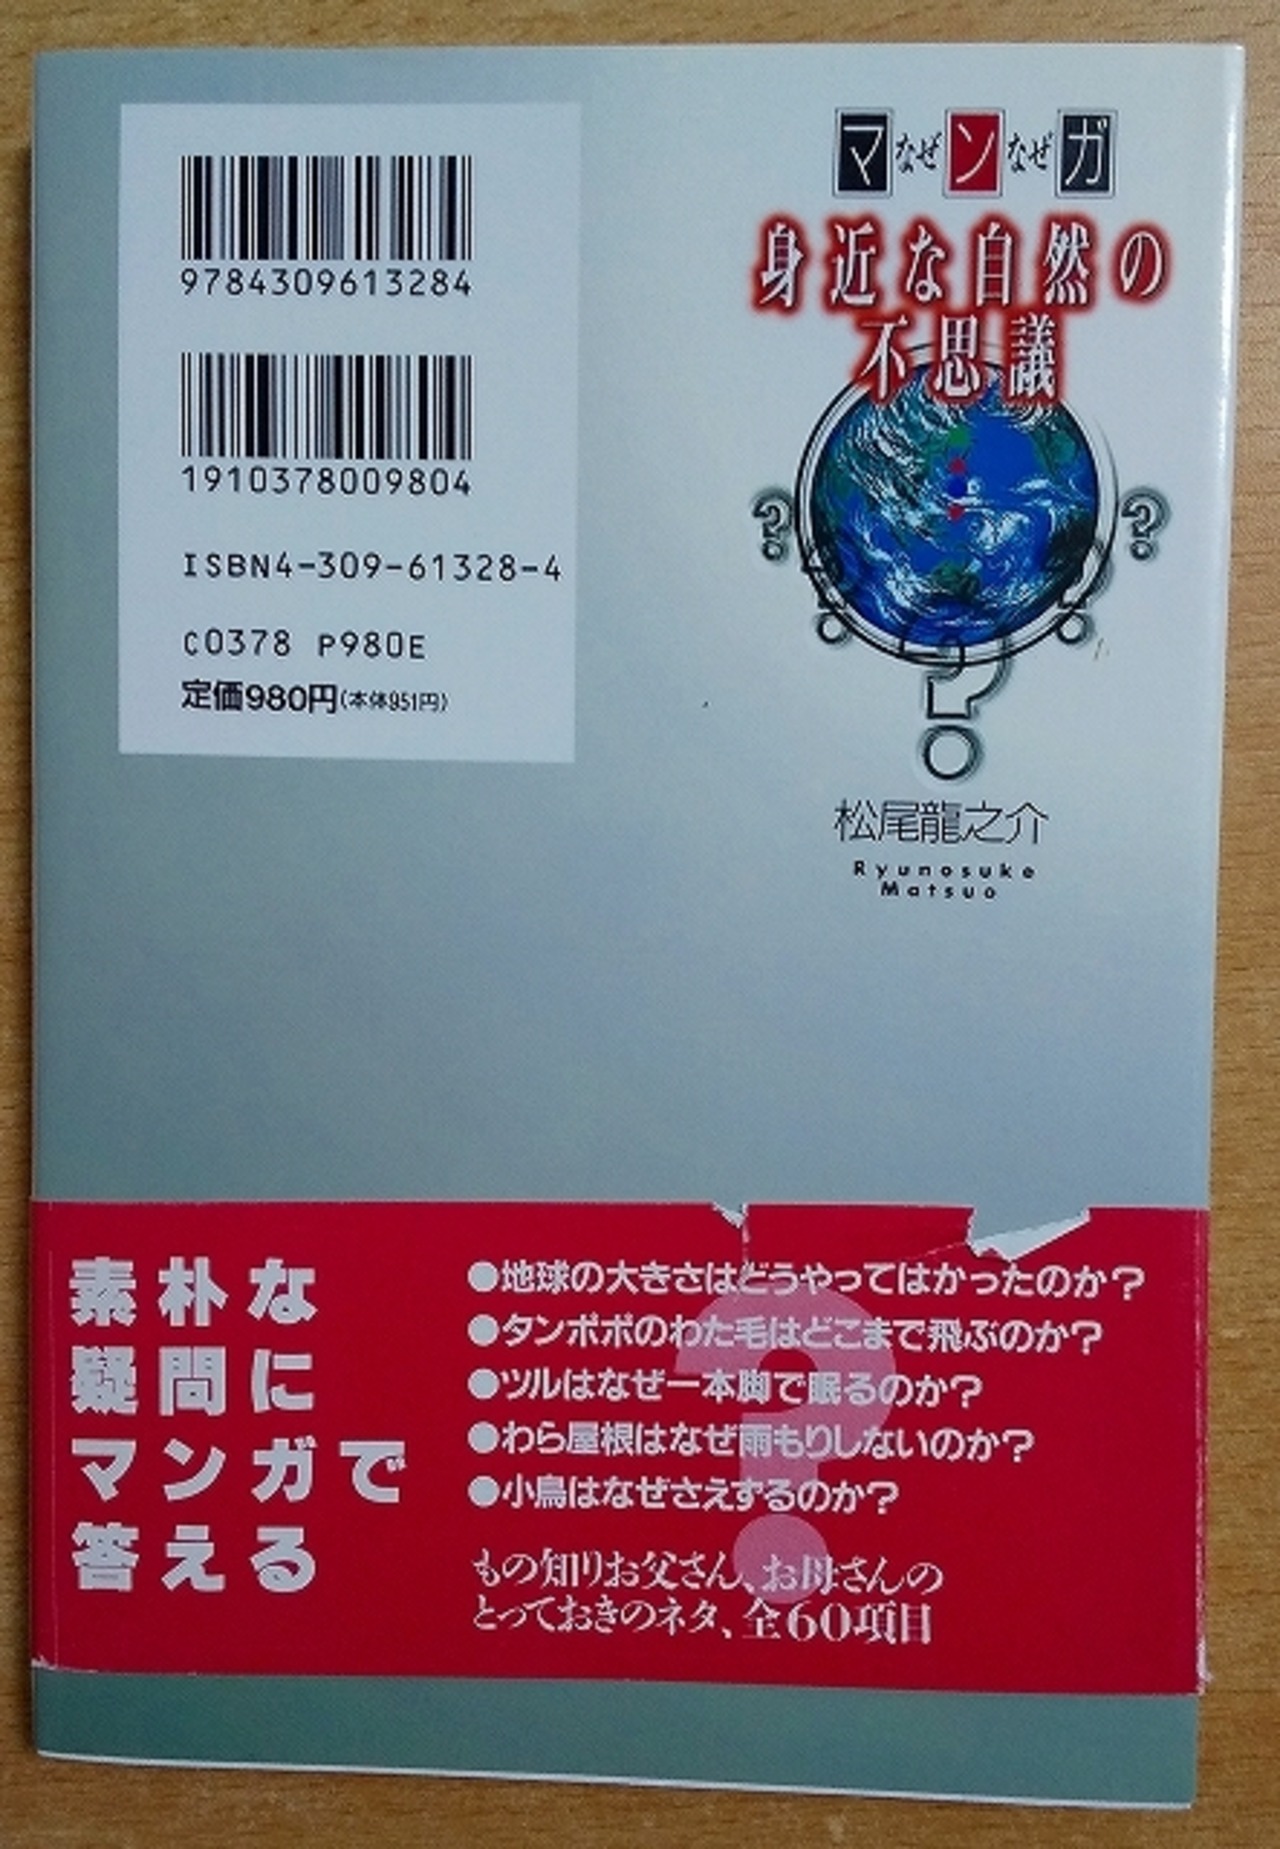 マなぜンなぜガ
身近な自然の
不思議
松尾龍之介
Ryunosuke
Matsuo
9784309613284
1910378009804
ISBN4-309-61328-4
C0378 P980E
定価980円(本体951円)
素朴な
疑問に
マンガで
答える
●地球の大きさはどうやってはかったのか?
●タンポポのわた毛はどこまで飛ぶのか?
●ツルはなぜ一本脚で眠るのか?
●わら屋根はなぜ雨もりしないのか?
●小鳥はなぜさえずるのか?
もの知りお父さん、お母さんの
とっておきのネタ、全60項目